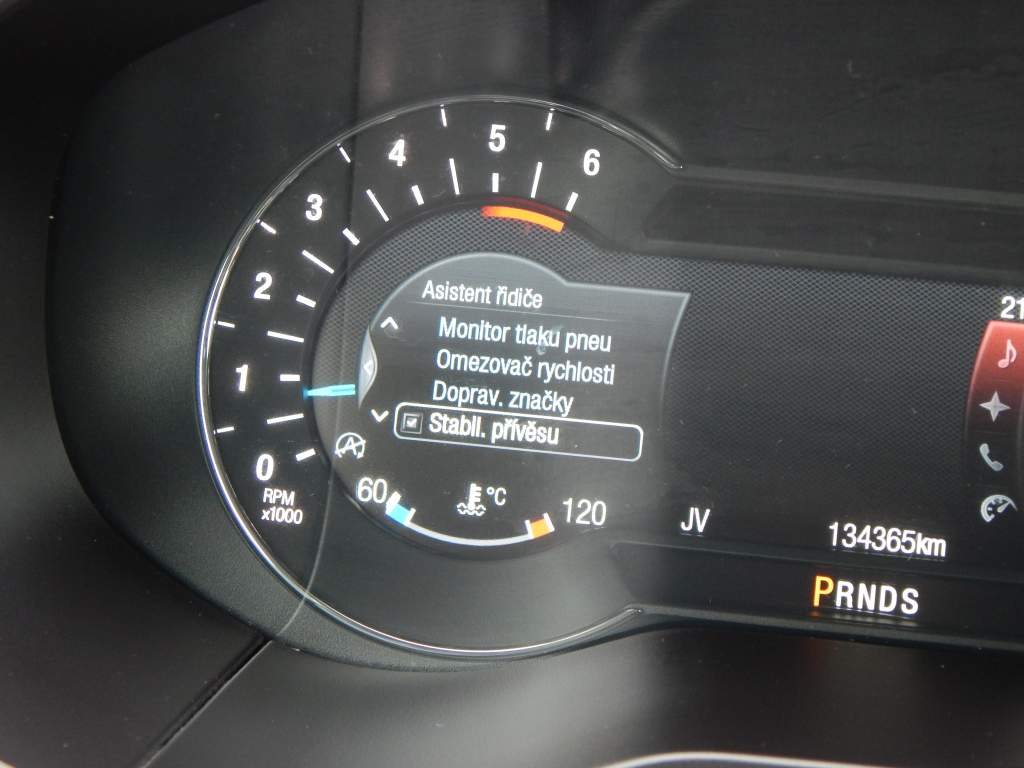 5
4
6
3
2
1
0
RPM
x1000
Asistent řidiče
Monitor tlaku pneu
Omezovač rychlosti
Doprav. značky
Stabil. přívěsu
60
°C
120
JV
134365km
PRNDS
21